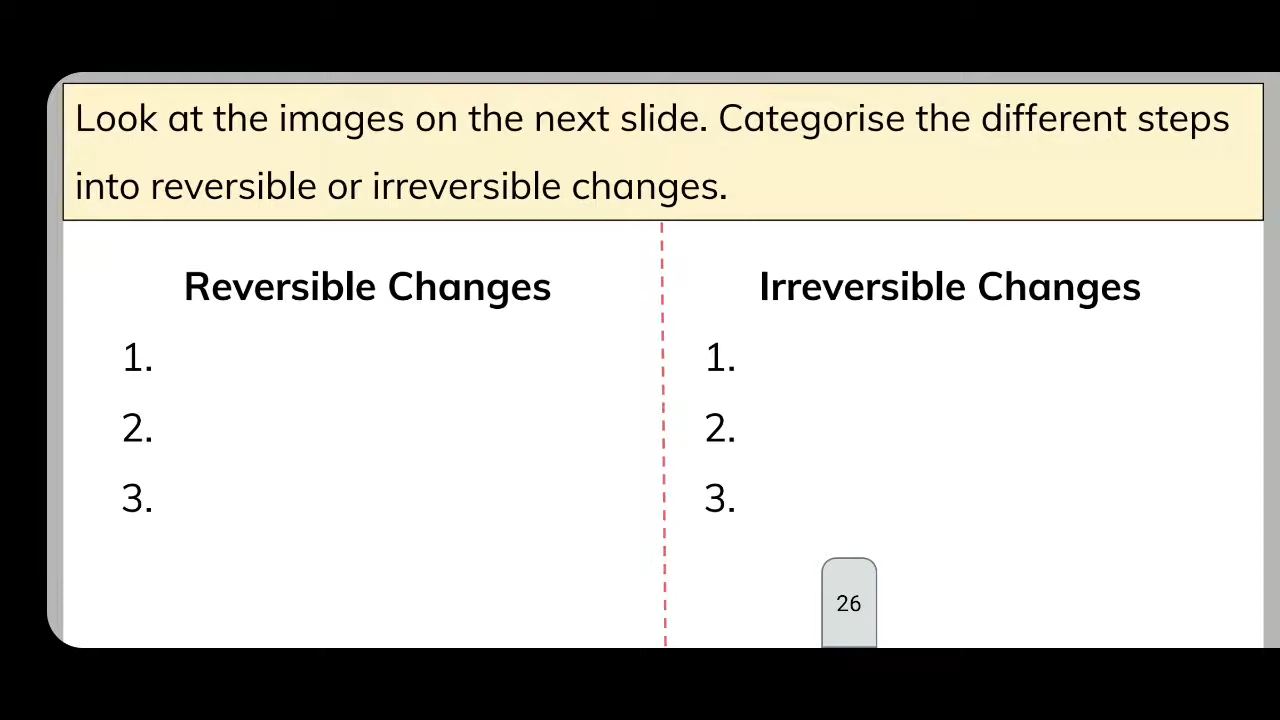 Look at the images on the next slide. Categorise the different steps
into reversible or irreversible changes.
Reversible Changes
1.
2.
3.
Irreversible Changes
1.
2.
3.
26